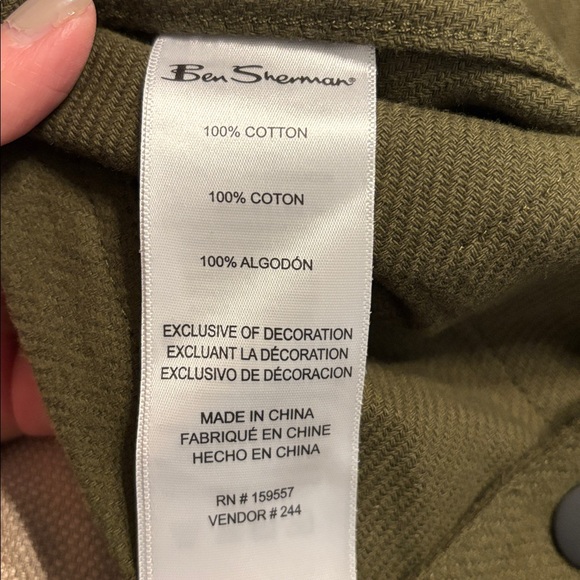 Ben Sherman®
100% COTTON
100% COTON
100% ALGODÓN
EXCLUSIVE OF DECORATION
EXCLUANT LA DÉCORATION
EXCLUSIVO DE DÉCORACION
MADE IN CHINA
FABRIQUÉ EN CHINE
HECHO EN CHINA
RN # 159557
VENDOR # 244